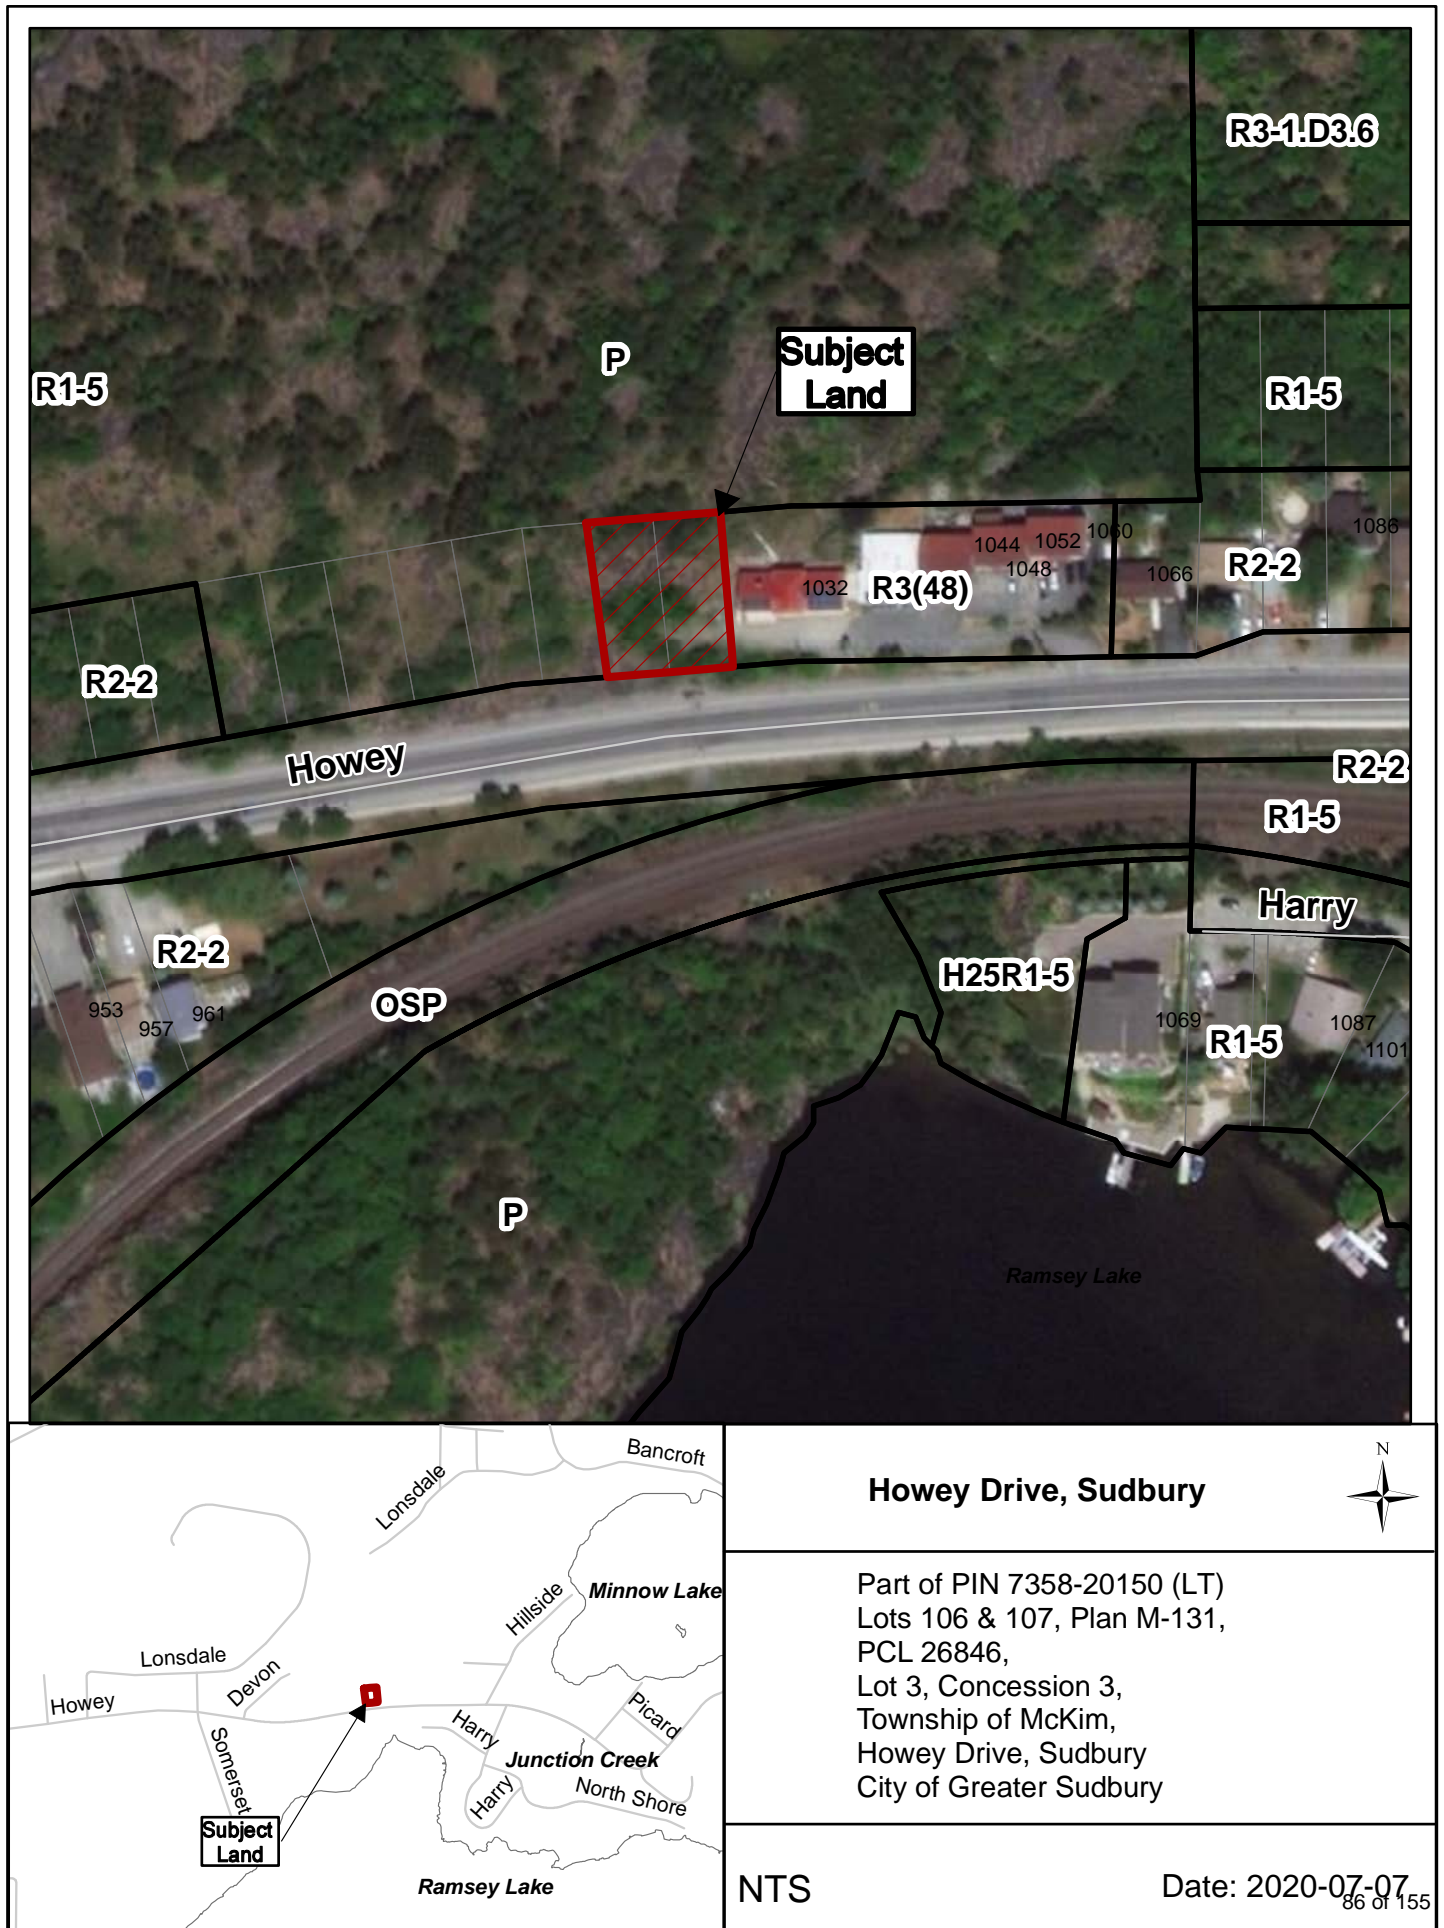 R3-1.D3.6
P
Subject
Land
R1-5
R1-5
1044
1052
1060
1086
1048
1066
R2-2
1032
R3(48)
R2-2
Howey
R2-2
R1-5
Harry
R2-2
H25R1-5
OSP
953
957
961
1069
R1-5
1087
1101
P
Ramsey Lake
Bancroft
Lonsdale
Minnow Lake
Hillside
Lonsdale
Devon
Howey
Somerset
Harry
Picard
Junction Creek
Harry
North Shore
Subject
Land
Ramsey Lake
Howey Drive, Sudbury
N
Part of PIN 7358-20150 (LT)
Lots 106 & 107, Plan M-131,
PCL 26846,
Lot 3, Concession 3,
Township of McKim,
Howey Drive, Sudbury
City of Greater Sudbury
NTS
Date: 2020-07-07
86 of 155